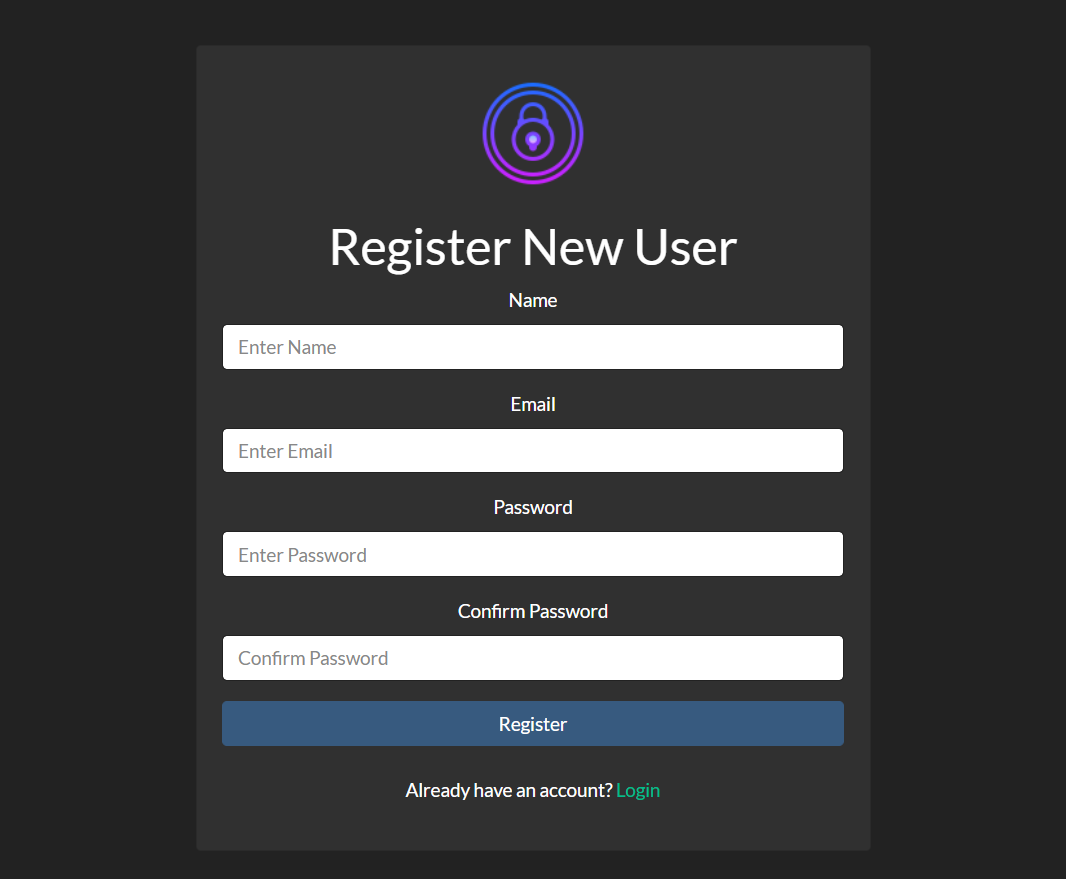 Register New User
Name
Enter Name
Email
Enter Email
Password
Enter Password
Confirm Password
Confirm Password
Register
Already have an account? Login